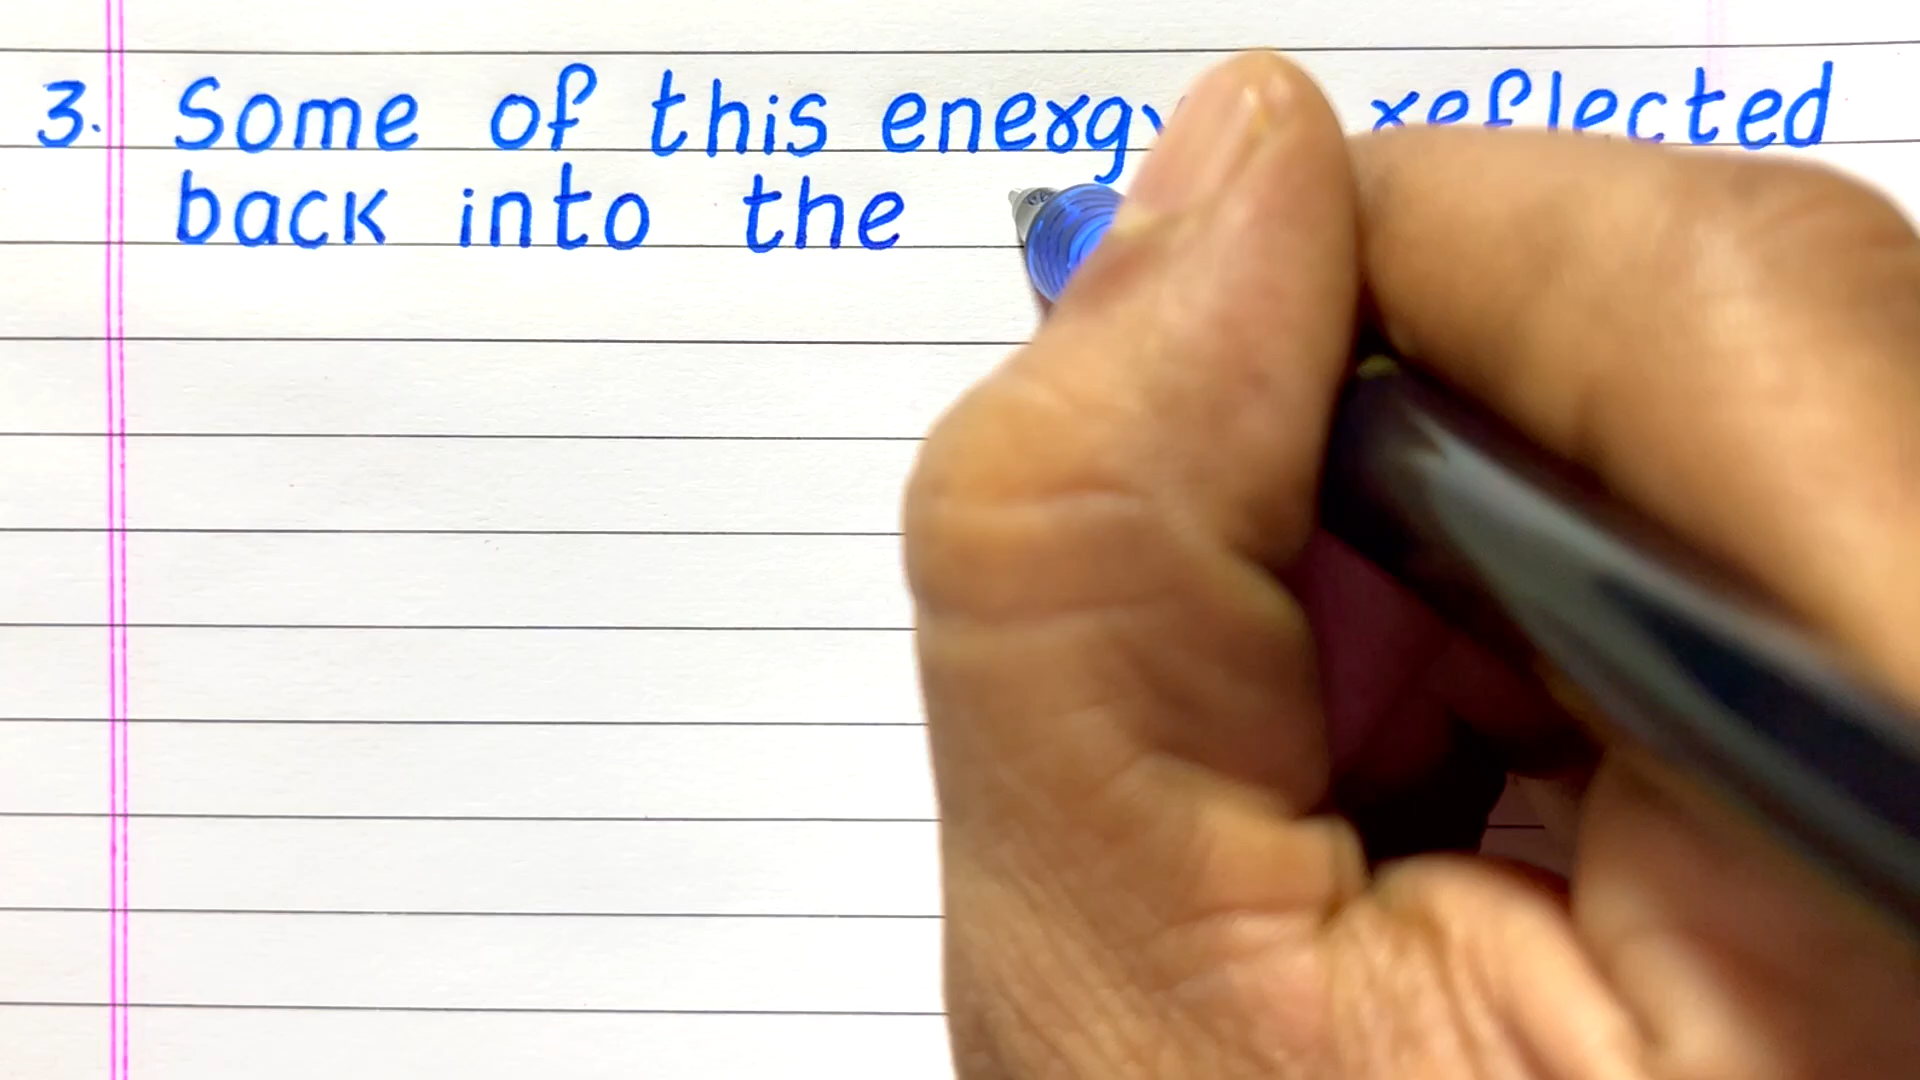 3. Some of this energy reflected
back into the